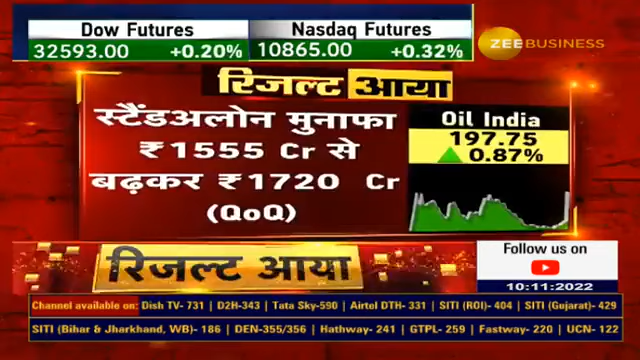 Dow Futures
32593.00 +0.20%
Nasdaq Futures
10865.00 +0.32%
ZEEBUSINESS
रिजल्ट आया
स्टैंडअलोन मुनाफा
₹1555 Cr से
बढ़कर ₹1720 Cr
(QoQ)
Oil India
197.75
0.87%
रिजल्ट आया
Follow us on
10:11:2022
Channel available on: Dish TV- 731 | D2H-343 | Tata Sky-590 | Airtel DTH- 331 | SITI (ROI)- 404 | SITI (Gujarat)- 429
SITI (Bihar & Jharkhand, WB)- 186 | DEN-355/356 | Hathway- 241 | GTPL- 259 | Fastway- 220 | UCN- 122